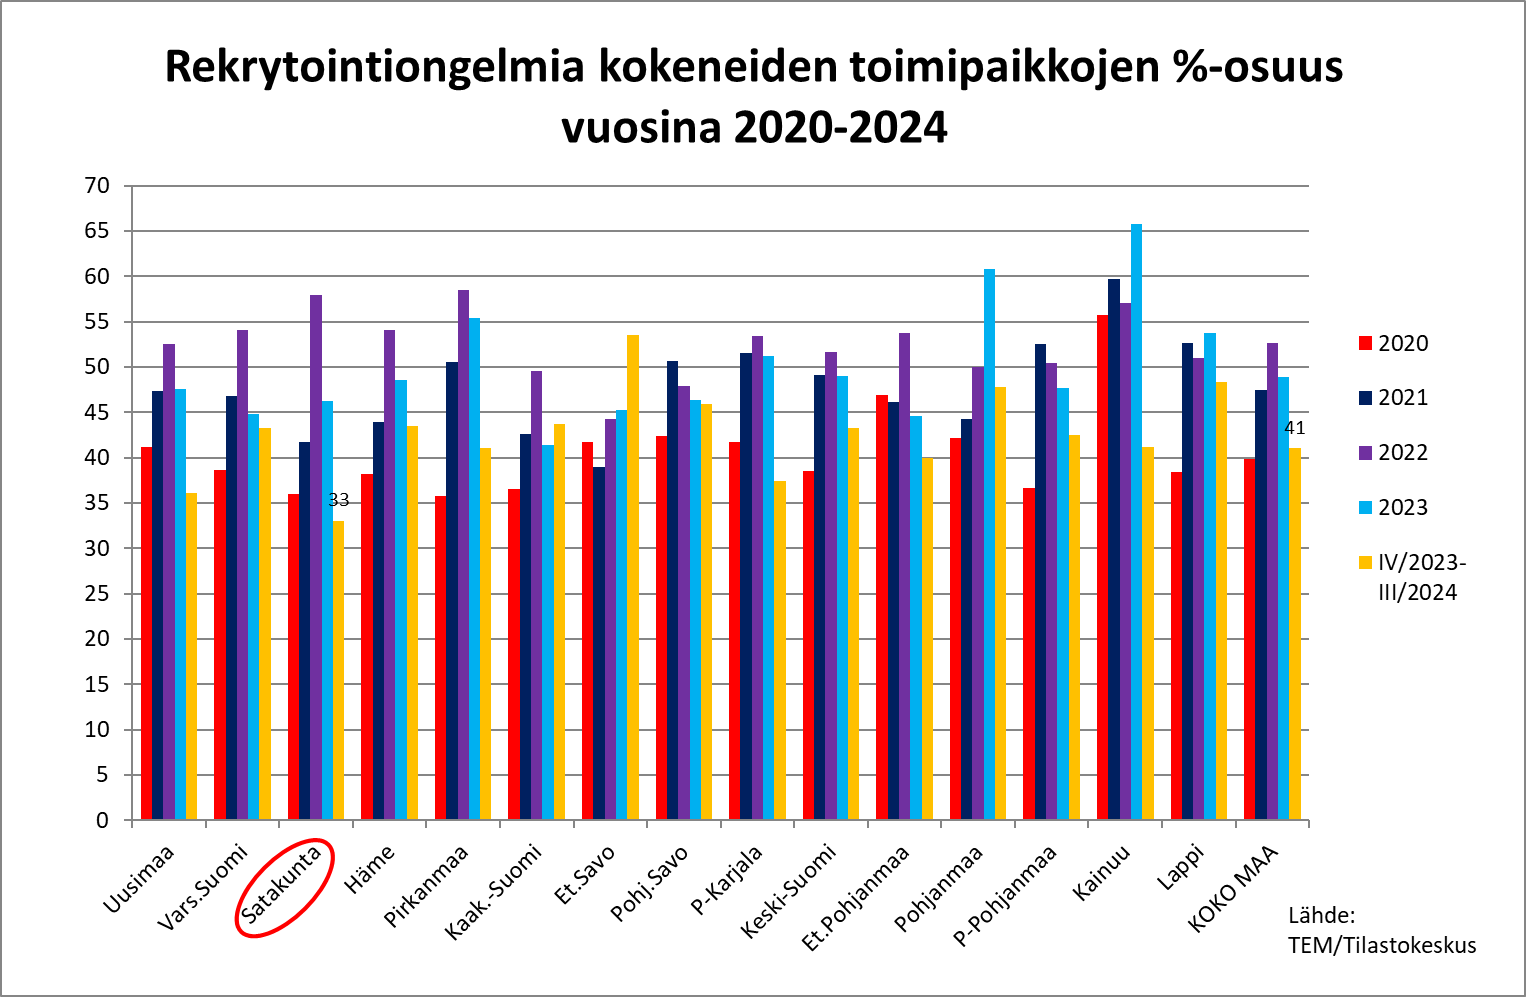 Rekrytointiongelmia kokeneiden toimipaikkojen %-osuus
vuosina 2020-2024
70
65
60
55
50
45
40
35
30
25
20
15
10
5
0
33
41
Uusimaa
Vars.Suomi
Satakunta
Häme
Pirkanmaa
Kaak.-Suomi
Et.Savo
Pohj.Savo
P-Karjala
Keski-Suomi
Et.Pohjanmaa
Pohjanmaa
P-Pohjanmaa
Kainuu
Lappi
KOKO MAA
2020
2021
2022
2023
IV/2023-
III/2024
Lähde:
TEM/Tilastokeskus